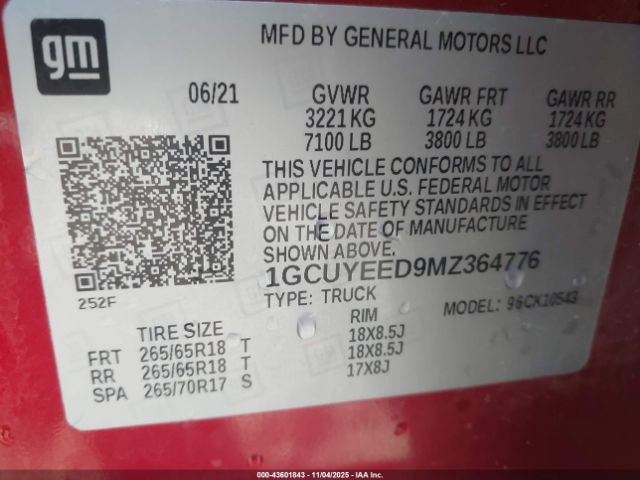 gm
MFD BY GENERAL MOTORS LLC
06/21 GVWR GAWR FRT GAWR RR
3221 KG 1724 KG 1724 KG
7100 LB 3800 LB 3800 LB
THIS VEHICLE CONFORMS TO ALL
APPLICABLE U.S. FEDERAL MOTOR
VEHICLE SAFETY STANDARDS IN EFFECT
ON THE DATE OF MANUFACTURE
SHOWN ABOVE.
1GCUYEED9MZ364776
252F
TYPE: TRUCK MODEL: 96CK10543
TIRE SIZE RIM
FRT 265/65R18 T 18X8.5J
RR 265/65R18 T 18X8.5J
SPA 265/70R17 S 17X8J
000-43601843 - 11/04/2025 - IAAI.COM